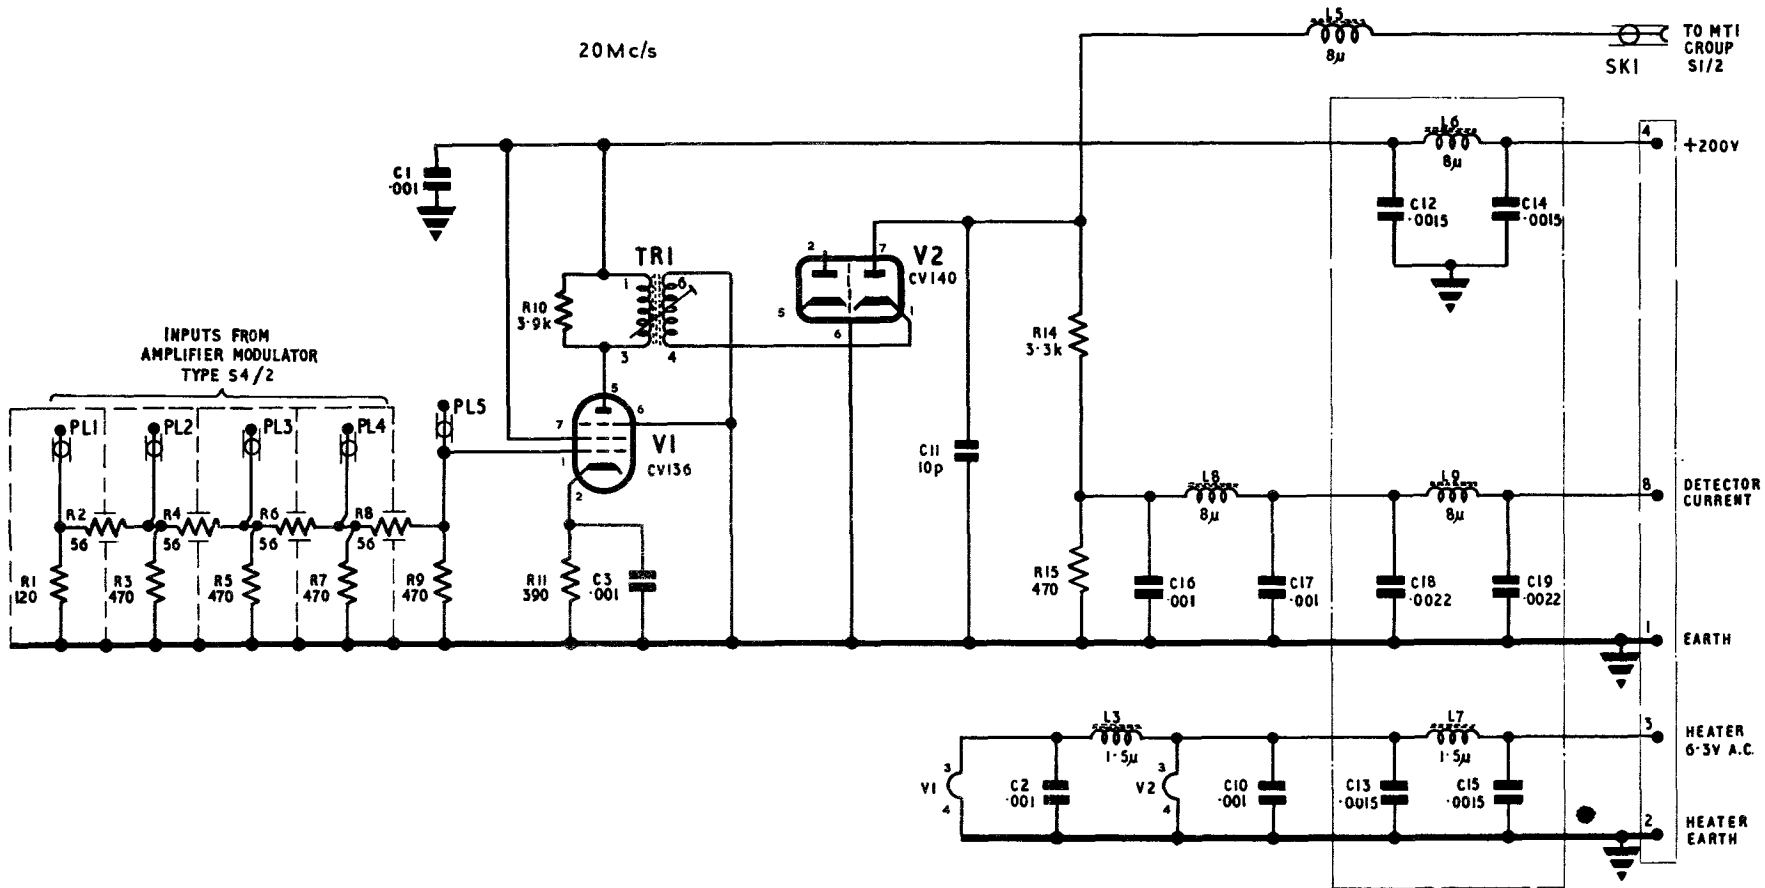 20Mc/s
L5
8μ
SK1
TO MTI
GROUP
S1/2
L6
8μ
4
+200V
C1
·001
C12
·0015
C14
·0015
TR1
1
6
3
4
R10
3·9k
2
7
V2
CV140
5
1
6
R14
3·3k
INPUTS FROM
AMPLIFIER MODULATOR
TYPE S4/2
PL1
PL2
PL3
PL4
PL5
5
7
6
1
2
V1
CV136
C11
10p
L8
8μ
L9
8μ
8
DETECTOR
CURRENT
R2
56
R4
56
R6
56
R8
56
R1
120
R3
470
R5
470
R7
470
R9
470
R11
390
C3
·001
R15
470
C16
·001
C17
·001
C18
·0022
C19
·0022
1
EARTH
L3
1·5μ
L7
1·5μ
3
HEATER
6·3V A.C.
V1
3
4
C2
·001
V2
3
4
C10
·001
C13
·0015
C15
·0015
2
HEATER
EARTH